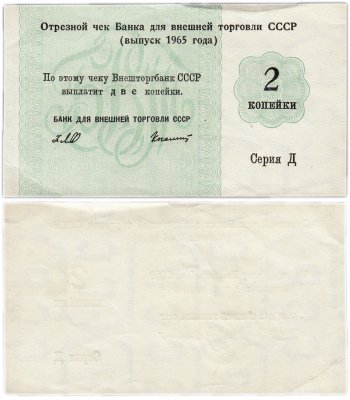 Отрезной чек Банка для внешней торговли СССР
(выпуск 1965 года)
По этому чеку Внешторгбанк СССР
выплатит две копейки.
БАНК ДЛЯ ВНЕШНЕЙ ТОРГОВЛИ СССР
2
КОПЕЙКИ
Серия Д